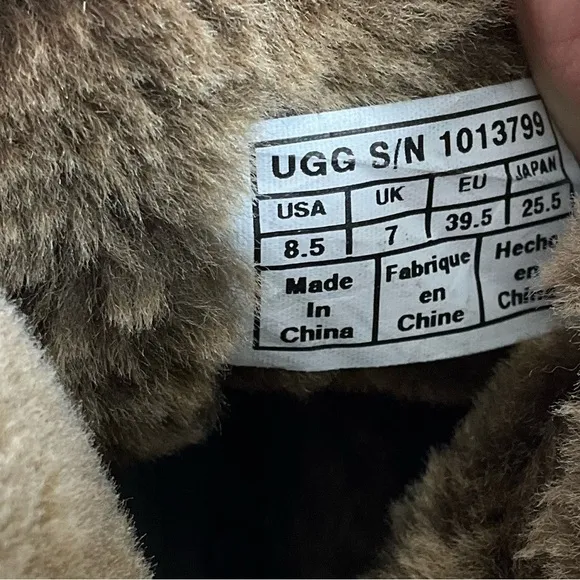 UGG S/N 1013799
USA UK EU JAPAN
8.5 7 39.5 25.5
Made Fabrique Hecho
In en en
China Chine China